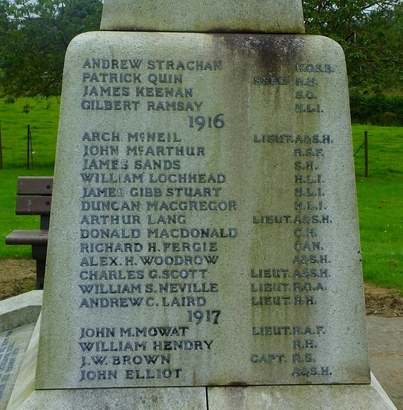 ANDREW STRACHAN K.O.S.B.
PATRICK QUIN SERG. R.H.
JAMES KEENAN S.G.
GILBERT RAMSAY H.L.I.
1916
ARCH McNEIL LIEUT. A&S.H.
JOHN McARTHUR R.S.F.
JAMES SANDS S.H.
WILLIAM LOCHHEAD H.L.I.
JAMES GIBB STUART H.L.I.
DUNCAN MACGREGOR H.L.I.
ARTHUR LANG LIEUT. A&S.H.
DONALD MACDONALD C.H.
RICHARD H. FERGIE CAN.
ALEX. H. WOODROW A&S.H.
CHARLES G. SCOTT LIEUT. A&S.H.
WILLIAM S. NEVILLE LIEUT. R.G.A.
ANDREW C. LAIRD LIEUT. R.H.
1917
JOHN M. MOWAT LIEUT. R.A.F.
WILLIAM HENDRY R.H.
J.W. BROWN CAPT. R.S.
JOHN ELLIOT A&S.H.